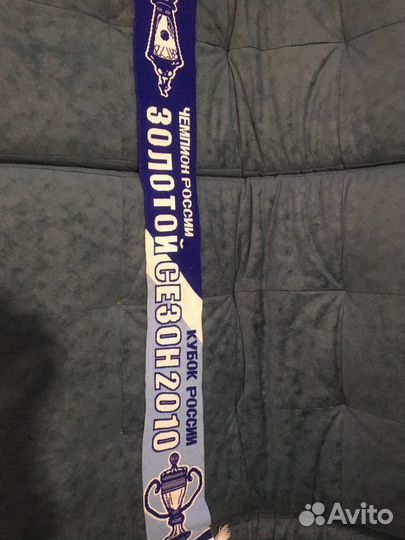 ЧЕМПИОН РОССИИ
ЗОЛОТОЙ СЕЗОН 2010
КУБОК РОССИИ
Avito